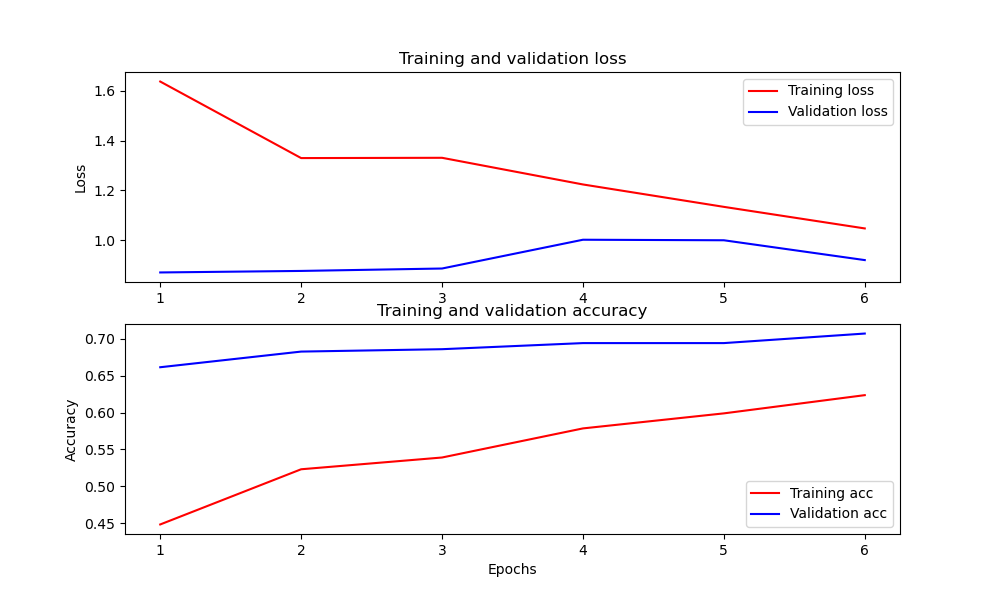 Training and validation loss
1.6
1.4
1.2
1.0
Loss
Training loss
Validation loss
1 2 3 4 5 6
Training and validation accuracy
0.70
0.65
0.60
0.55
0.50
0.45
Accuracy
Training acc
Validation acc
1 2 3 4 5 6
Epochs